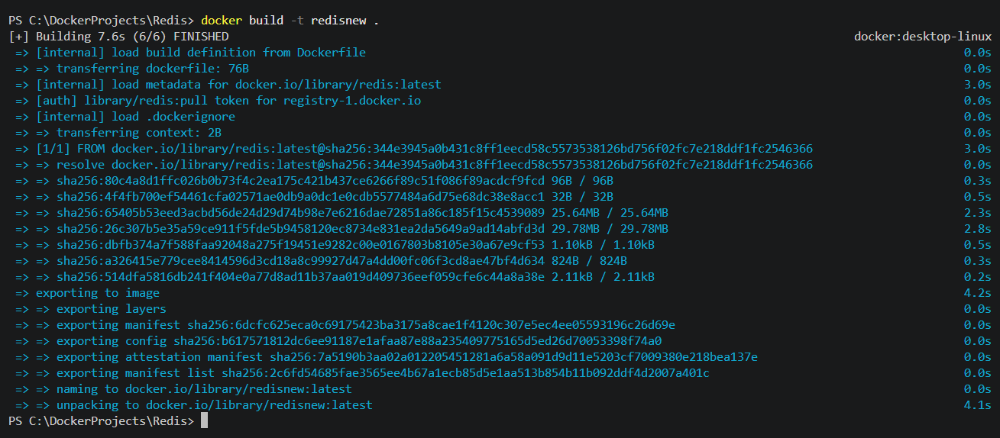 PS C:\DockerProjects\Redis> docker build -t redisnew .
[+] Building 7.6s (6/6) FINISHED docker:desktop-linux
=> [internal] load build definition from Dockerfile 0.0s
=> => transferring dockerfile: 76B 0.0s
=> [internal] load metadata for docker.io/library/redis:latest 3.0s
=> [auth] library/redis:pull token for registry-1.docker.io 0.0s
=> [internal] load .dockerignore 0.0s
=> => transferring context: 2B 0.0s
=> [1/1] FROM docker.io/library/redis:latest@sha256:344e3945a0b431c8ff1eecd58c5573538126bd756f02fc7e218ddf1fc2546366 3.0s
=> => resolve docker.io/library/redis:latest@sha256:344e3945a0b431c8ff1eecd58c5573538126bd756f02fc7e218ddf1fc2546366 0.0s
=> => sha256:80c4a8d1ffc026b0b73f4c2ea175c421b437ce6266f89c51f086f89acdcf9fcd 96B / 96B 0.3s
=> => sha256:4f4fb700ef54461cfa02571ae0db9a0dc1e0cdb5577484a6d75e68dc38e8acc1 32B / 32B 0.5s
=> => sha256:65405b53eed3acbd56de24d29d74b98e7e6216dae72851a86c185f15c4539089 25.64MB / 25.64MB 2.3s
=> => sha256:26c307b5e35a59ce911f5fde5b9458120ec8734e831ea2da5649a9ad14abfd3d 29.78MB / 29.78MB 2.8s
=> => sha256:dbfb374a7f588faa92048a275f19451e9282c00e0167803b8105e30a67e9cf53 1.10kB / 1.10kB 0.5s
=> => sha256:a326415e779cee8414596d3cd18a8c99927d47a4dd00fc06f3cd8ae47bf4d634 824B / 824B 0.3s
=> => sha256:514dfa5816db241f404e0a77d8ad11b37aa019d409736eef059cfe6c44a8a38e 2.11kB / 2.11kB 0.2s
=> exporting to image 4.2s
=> => exporting layers 0.0s
=> => exporting manifest sha256:6dcfc625eca0c69175423ba3175a8cae1f4120c307e5ec4ee05593196c26d69e 0.0s
=> => exporting config sha256:b617571812dc6ee91187e1afaa87e88a235409775165d5ed26d70053398f74a0 0.0s
=> => exporting attestation manifest sha256:7a5190b3aa02a012205451281a6a58a091d9d11e5203cf7009380e218bea137e 0.0s
=> => exporting manifest list sha256:2c6fd54685fae3565ee4b67a1ecb85d5e1aa513b854b11b092ddf4d2007a401c 0.0s
=> => naming to docker.io/library/redisnew:latest 0.0s
=> => unpacking to docker.io/library/redisnew:latest 4.1s
PS C:\DockerProjects\Redis>